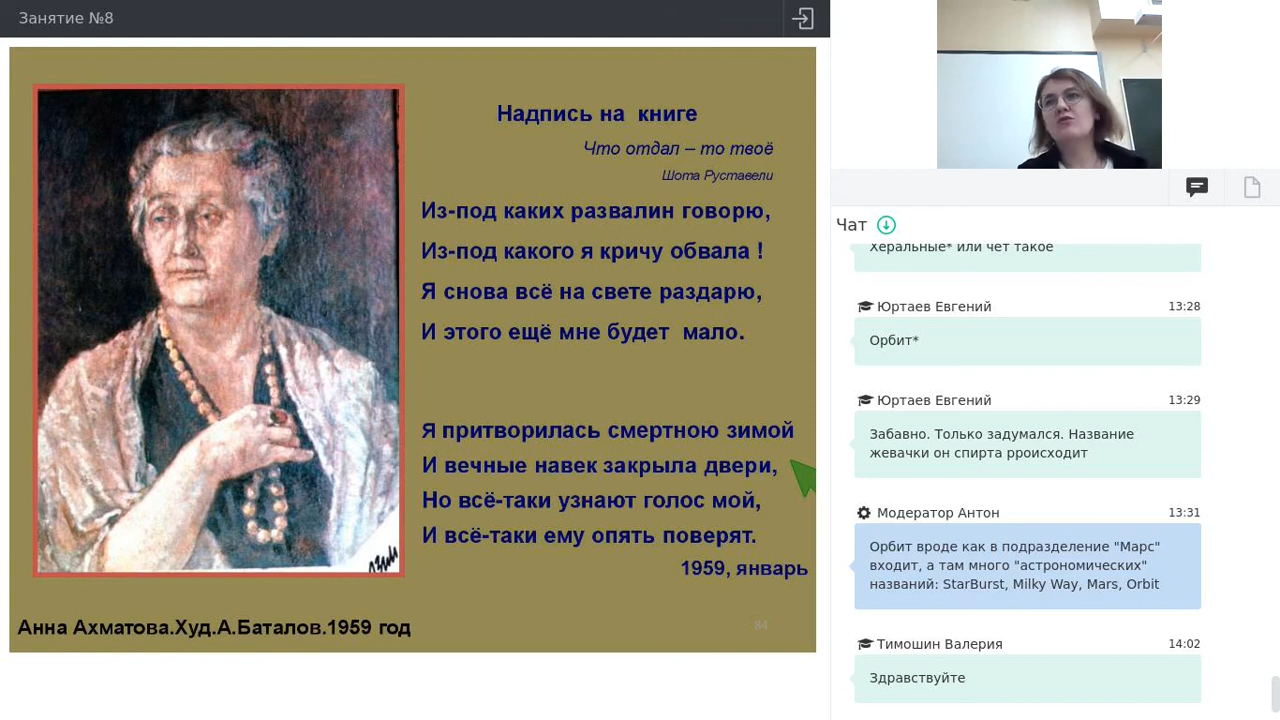 Занятие №8
Надпись на книге
Что отдал – то твоё
Шота Руставели
Из-под каких развалин говорю,
Из-под какого я кричу обвала !
Я снова всё на свете раздарю,
И этого ещё мне будет мало.
Я притворилась смертною зимой
И вечные навек закрыла двери,
Но всё-таки узнают голос мой,
И всё-таки ему опять поверят.
1959, январь
Анна Ахматова.Худ.А.Баталов.1959 год
84
Чат
Херальные* или чет такое
Юртаев Евгений 13:28
Орбит*
Юртаев Евгений 13:29
Забавно. Только задумался. Название
жевачки он спирта рроисходит
Модератор Антон 13:31
Орбит вроде как в подразделение "Марс"
входит, а там много "астрономических"
названий: StarBurst, Milky Way, Mars, Orbit
Тимошин Валерия 14:02
Здравствуйте